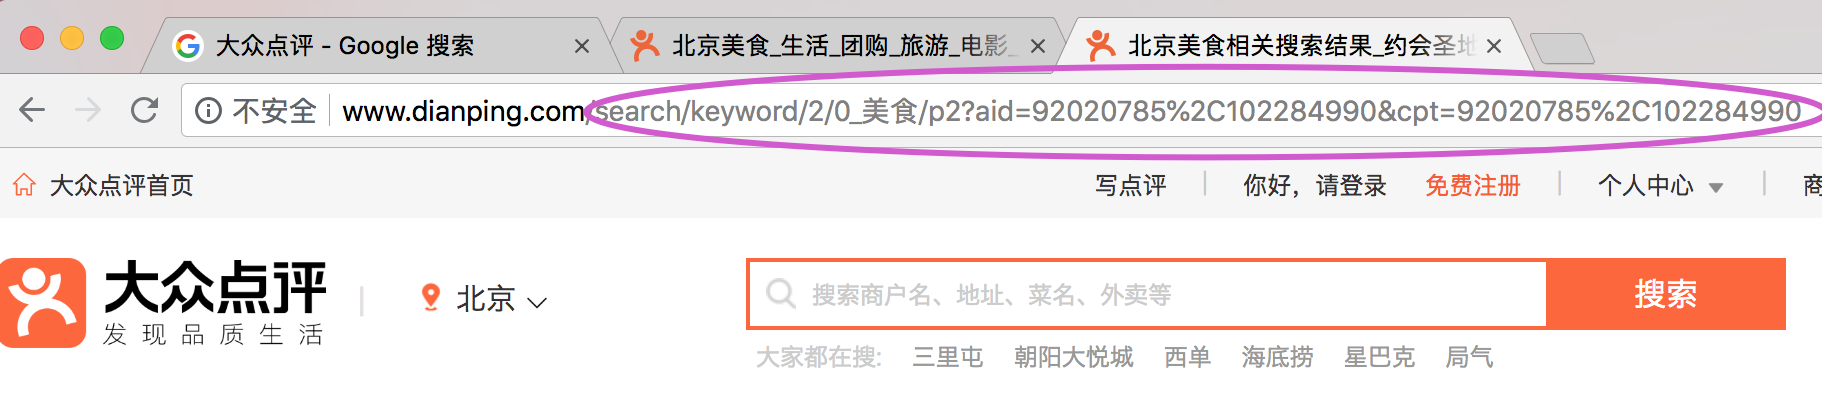 大众点评 - Google 搜索
北京美食_生活_团购_旅游_电影_
北京美食相关搜索结果_约会圣地
不安全 www.dianping.com/search/keyword/2/0_美食/p2?aid=92020785%2C102284990&cpt=92020785%2C102284990
大众点评首页 写点评 你好，请登录 免费注册 个人中心 商
大众点评
发现品质生活
北京
搜索商户名、地址、菜名、外卖等 搜索
大家都在搜: 三里屯 朝阳大悦城 西单 海底捞 星巴克 局气